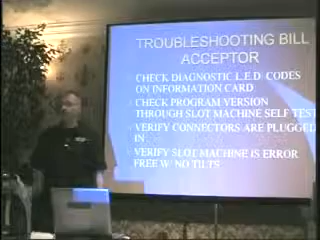 TROUBLESHOOTING BILL
ACCEPTOR
CHECK DIAGNOSTIC L.E.D. CODES
ON INFORMATION CARD
CHECK PROGRAM VERSION
THROUGH SLOT MACHINE SELF TEST
VERIFY CONNECTORS ARE PLUGGED
IN
VERIFY SLOT MACHINE IS ERROR
FREE W/ NO TILTS